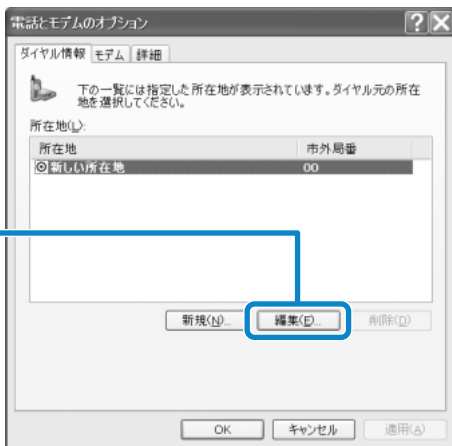 電話とモデムのオプション
ダイヤル情報 モデム 詳細
下の一覧には指定した所在地が表示されています。ダイヤル元の所在
地を選択してください。
所在地(L):
所在地 市外局番
新しい所在地 00
新規(N)... 編集(E)... 削除(D)
OK キャンセル 適用(A)